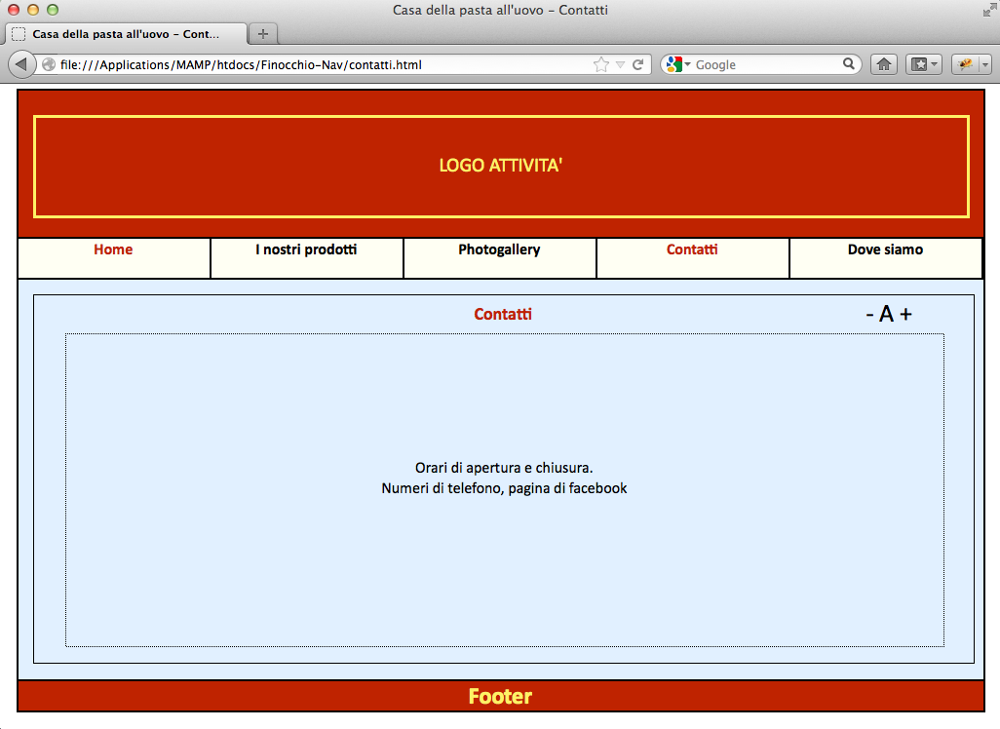 Casa della pasta all'uovo – Contatti
Casa della pasta all'uovo – Cont...
file:///Applications/MAMP/htdocs/Finocchio-Nav/contatti.html
Google
LOGO ATTIVITA'
Home I nostri prodotti Photogallery Contatti Dove siamo
Contatti - A +
Orari di apertura e chiusura.
Numeri di telefono, pagina di facebook
Footer